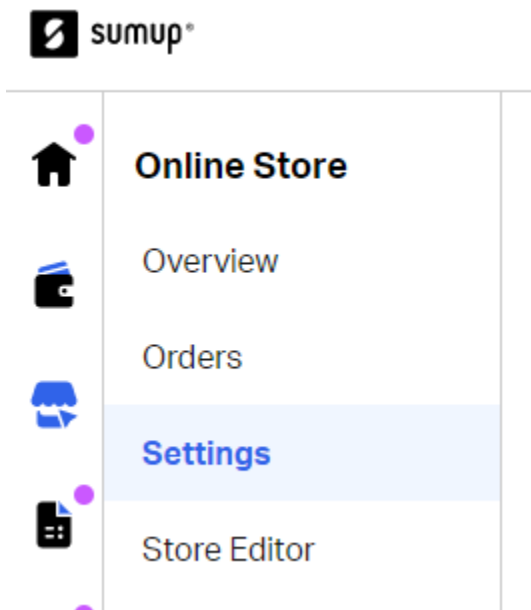 sumup®
Online Store
Overview
Orders
Settings
Store Editor